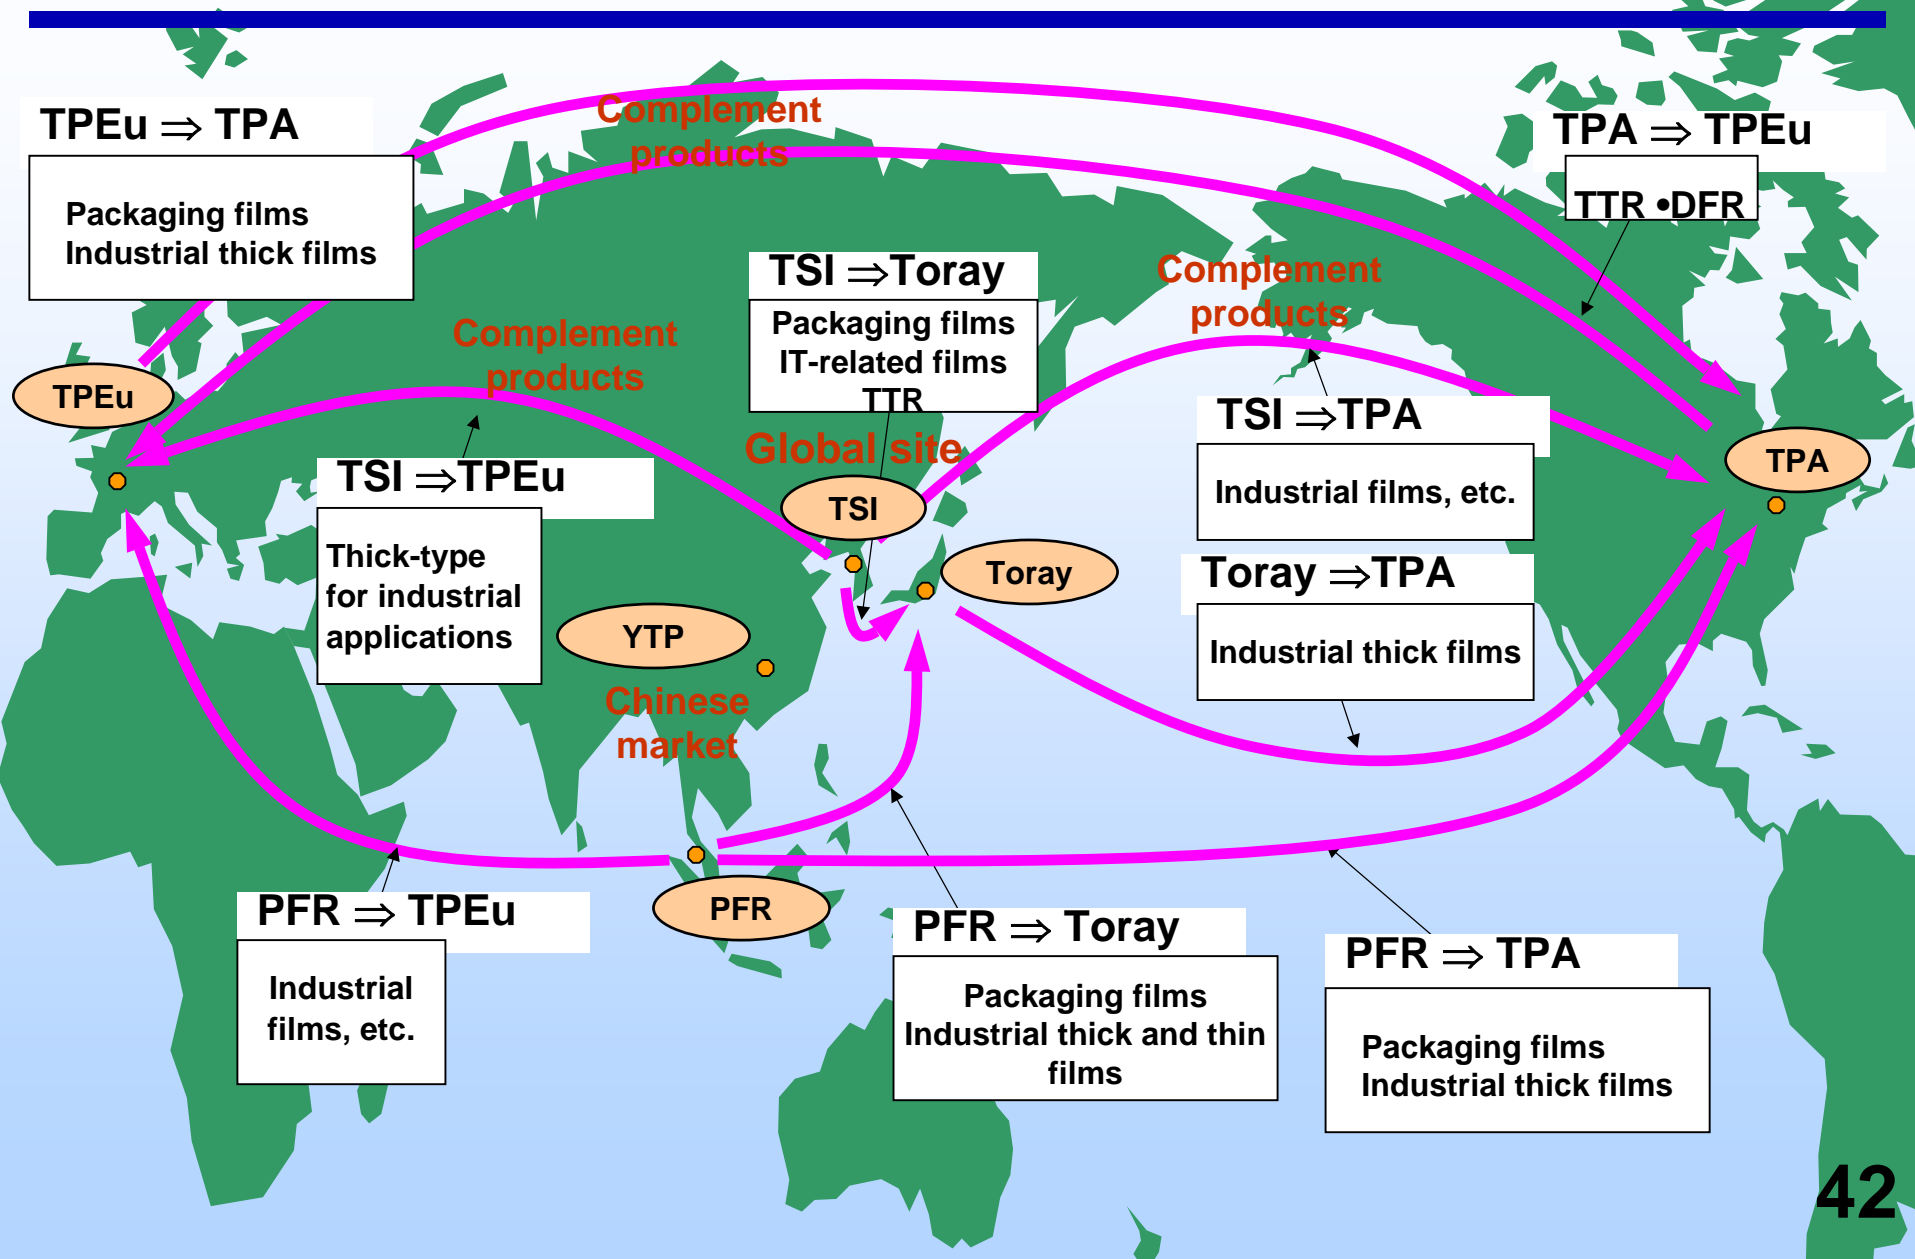 TPEu ⇒ TPA
Packaging films
Industrial thick films
Complement
products
TPA ⇒ TPEu
TTR •DFR
TSI ⇒Toray
Packaging films
IT-related films
TTR
Complement
products
Complement
products
TPEu
Global site
TSI
TSI ⇒TPA
Industrial films, etc.
TPA
TSI ⇒TPEu
Thick-type
for industrial
applications
Toray
Toray ⇒TPA
Industrial thick films
YTP
Chinese
market
PFR
PFR ⇒ TPEu
Industrial
films, etc.
PFR ⇒ Toray
Packaging films
Industrial thick and thin
films
PFR ⇒ TPA
Packaging films
Industrial thick films
42